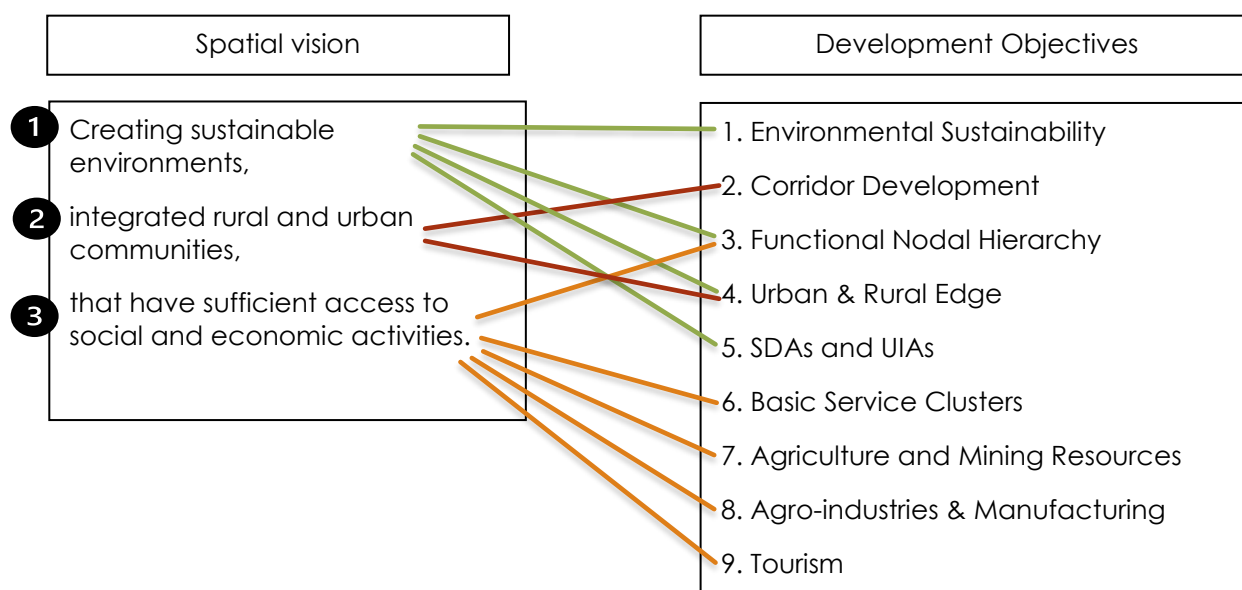 Spatial vision
Development Objectives
1 Creating sustainable
environments,
2 integrated rural and urban
communities,
3 that have sufficient access to
social and economic activities.
1. Environmental Sustainability
2. Corridor Development
3. Functional Nodal Hierarchy
4. Urban & Rural Edge
5. SDAs and UIAs
6. Basic Service Clusters
7. Agriculture and Mining Resources
8. Agro-industries & Manufacturing
9. Tourism